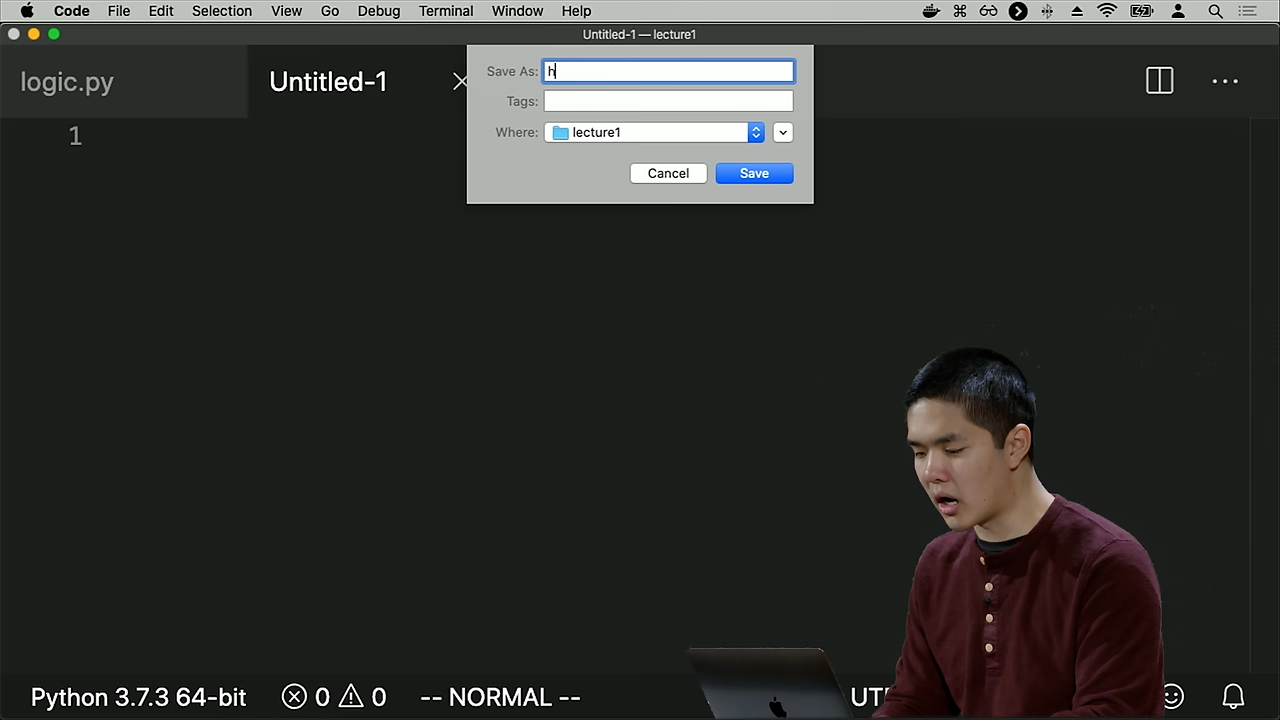 Code File Edit Selection View Go Debug Terminal Window Help
Untitled-1 — lecture1
logic.py
Untitled-1
Save As: h
Tags:
Where: lecture1
Cancel Save
1
Python 3.7.3 64-bit 0 0 -- NORMAL --